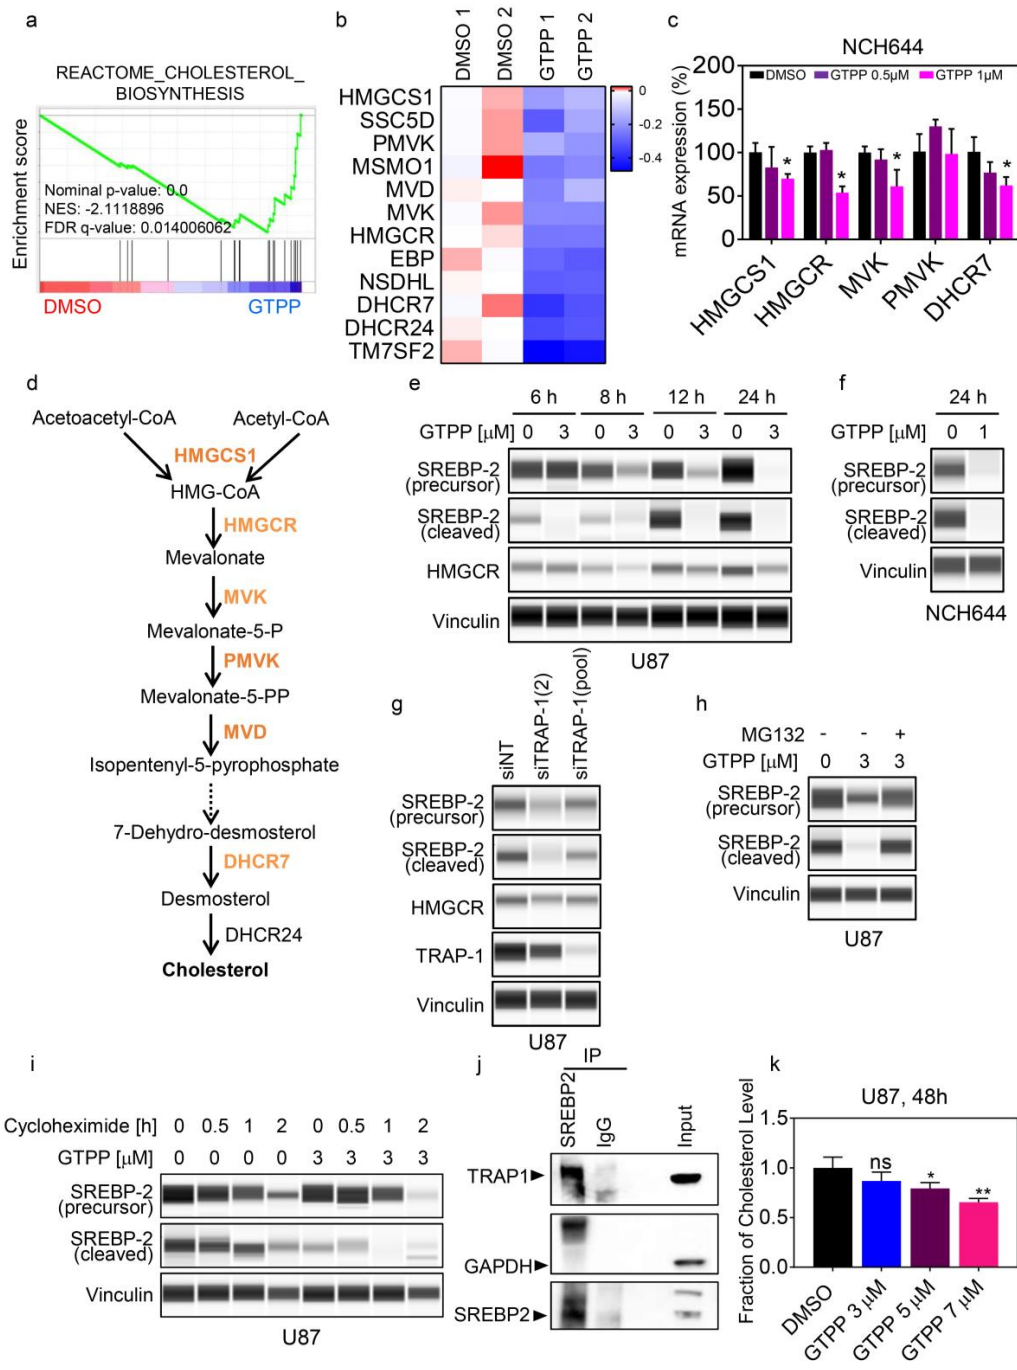 a
REACTOME_CHOLESTEROL_
BIOSYNTHESIS
Enrichment score
Nominal p-value: 0.0
NES: -2.1118896
FDR q-value: 0.014006062
DMSO GTPP
b
DMSO 1
DMSO 2
GTPP 1
GTPP 2
HMGCS1
SSC5D
PMVK
MSMO1
MVD
MVK
HMGCR
EBP
NSDHL
DHCR7
DHCR24
TM7SF2
0
-0.2
-0.4
c
NCH644
DMSO GTPP 0.5µM GTPP 1µM
mRNA expression (%)
200
150
100
50
0
* * * *
HMGCS1
HMGCR
MVK
PMVK
DHCR7
d
Acetoacetyl-CoA Acetyl-CoA
HMGCS1
HMG-CoA
HMGCR
Mevalonate
MVK
Mevalonate-5-P
PMVK
Mevalonate-5-PP
MVD
Isopentenyl-5-pyrophosphate
7-Dehydro-desmosterol
DHCR7
Desmosterol
DHCR24
Cholesterol
e
6 h 8 h 12 h 24 h
GTPP [µM] 0 3 0 3 0 3 0 3
SREBP-2
(precursor)
SREBP-2
(cleaved)
HMGCR
Vinculin
U87
f
24 h
GTPP [µM] 0 1
SREBP-2
(precursor)
SREBP-2
(cleaved)
Vinculin
NCH644
g
siNT
siTRAP-1(2)
siTRAP-1(pool)
SREBP-2
(precursor)
SREBP-2
(cleaved)
HMGCR
TRAP-1
Vinculin
U87
h
MG132 - - +
GTPP [µM] 0 3 3
SREBP-2
(precursor)
SREBP-2
(cleaved)
Vinculin
U87
i
Cycloheximide [h] 0 0.5 1 2 0 0.5 1 2
GTPP [µM] 0 0 0 0 3 3 3 3
SREBP-2
(precursor)
SREBP-2
(cleaved)
Vinculin
U87
j
IP
SREBP2
IgG
Input
TRAP1
GAPDH
SREBP2
k
U87, 48h
Fraction of Cholesterol Level
1.5
1.0
0.5
0.0
ns * **
DMSO
GTPP 3 µM
GTPP 5 µM
GTPP 7 µM